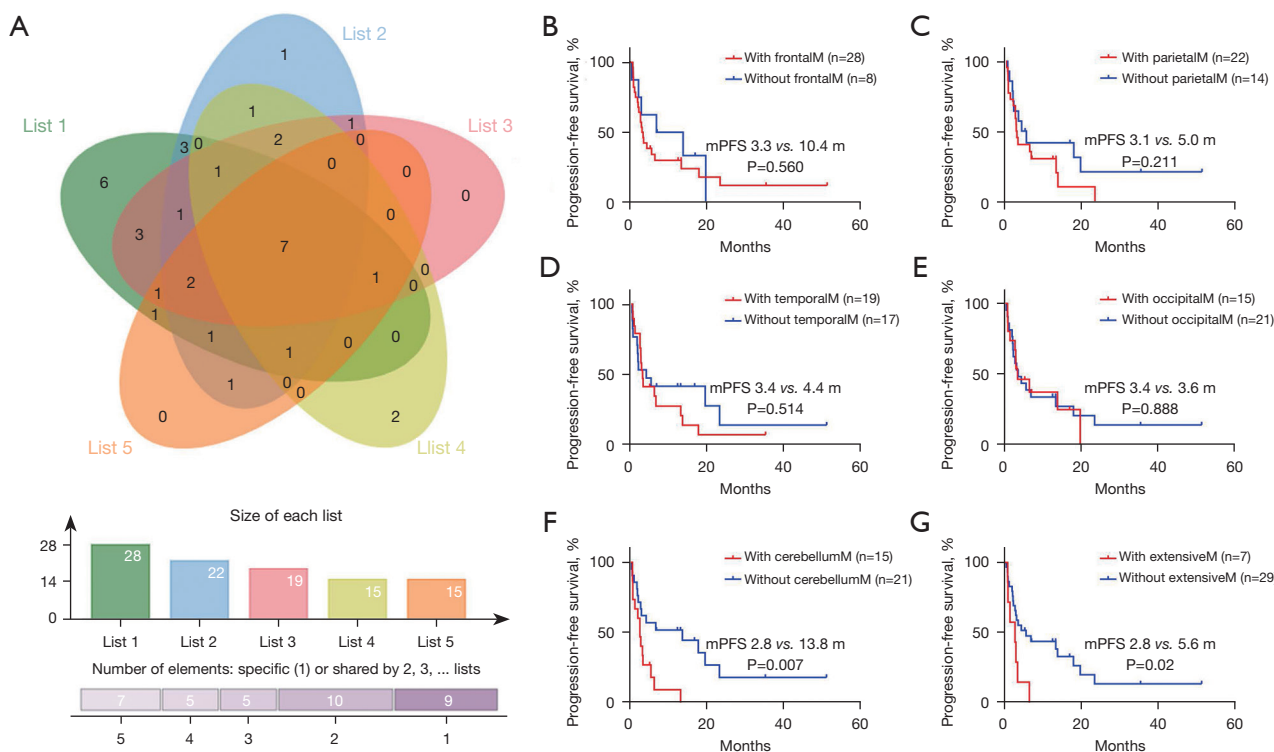 A
List 1
List 2
List 3
Llist 4
List 5
1
1
1
3
0
2
0
6
1
0
0
0
1
0
3
7
0
2
1
0
1
1
1
0
0
1
1
0
0
0
2
Size of each list
28
14
0
28
22
19
15
15
List 1
List 2
List 3
List 4
List 5
Number of elements: specific (1) or shared by 2, 3, ... lists
7
5
5
10
9
5
4
3
2
1
B
Progression-free survival, %
100
50
0
With frontalM (n=28)
Without frontalM (n=8)
mPFS 3.3 vs. 10.4 m
P=0.560
0
20
40
60
Months
C
Progression-free survival, %
100
50
0
With parietalM (n=22)
Without parietalM (n=14)
mPFS 3.1 vs. 5.0 m
P=0.211
0
20
40
60
Months
D
Progression-free survival, %
100
50
0
With temporalM (n=19)
Without temporalM (n=17)
mPFS 3.4 vs. 4.4 m
P=0.514
0
20
40
60
Months
E
Progression-free survival, %
100
50
0
With occipitalM (n=15)
Without occipitalM (n=21)
mPFS 3.4 vs. 3.6 m
P=0.888
0
20
40
60
Months
F
Progression-free survival, %
100
50
0
With cerebellumM (n=15)
Without cerebellumM (n=21)
mPFS 2.8 vs. 13.8 m
P=0.007
0
20
40
60
Months
G
Progression-free survival, %
100
50
0
With extensiveM (n=7)
Without extensiveM (n=29)
mPFS 2.8 vs. 5.6 m
P=0.02
0
20
40
60
Months